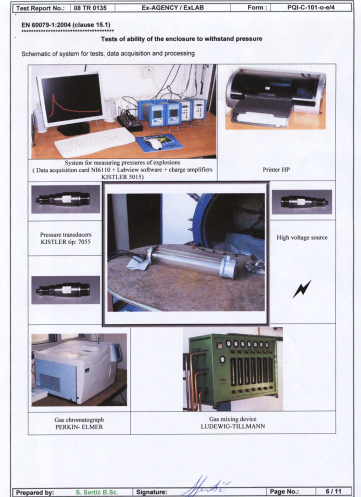 Test Report No.: 08 TR 0135 Ex-AGENCY / ExLAB Form : PQI-C-101-o-e/4
EN 60079-1:2004 (clause 15.1)
****************************************
Tests of ability of the enclosure to withstand pressure
Schematic of system for tests, data acquisition and processing
System for measuring pressures of explosions
( Data acquisition card NI6110 + Labview software + charge amplifiers
KISTLER 5015)
Printer HP
Pressure transducers
KISTLER tip: 7055
High voltage source
Gas chromatograph
PERKIN- ELMER
Gas mixing device
LUDEWIG-TILLMANN
Prepared by: S. Sertić B.Sc. Signature: Page No.: 6 / 11